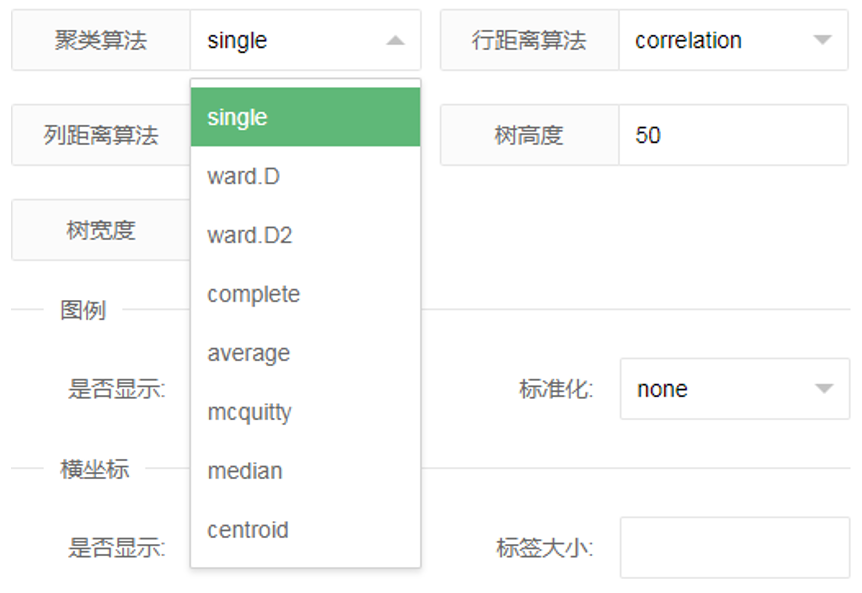 聚类算法 single 行距离算法 correlation
single
列距离算法 树高度 50
ward.D
树宽度 ward.D2
complete
图例
average
是否显示: 标准化: none
mcquitty
横坐标 median
centroid
是否显示: 标签大小: